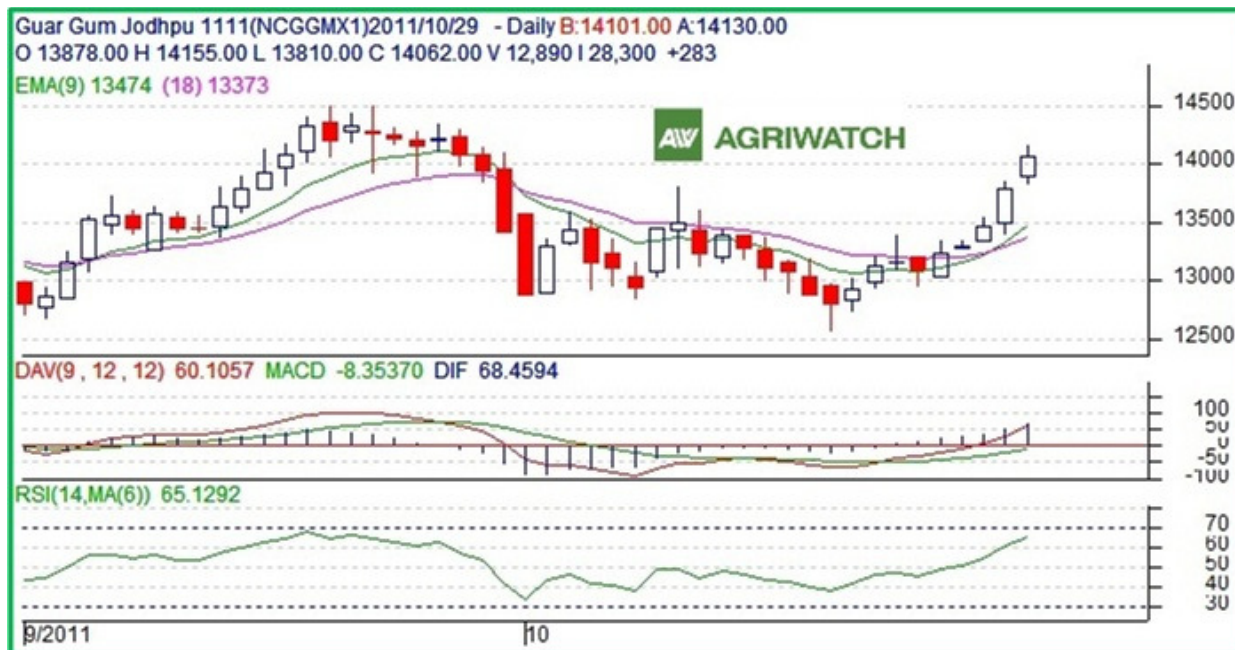 Guar Gum Jodhpu 1111(NCGGMX1)2011/10/29 - Daily B:14101.00 A:14130.00
O 13878.00 H 14155.00 L 13810.00 C 14062.00 V 12,890 I 28,300 +283
EMA(9) 13474 (18) 13373
14500
AW AGRIWATCH
14000
13500
13000
12500
DAV(9 , 12 , 12) 60.1057 MACD -8.35370 DIF 68.4594
100
50
0
-50
-100
RSI(14,MA(6)) 65.1292
70
60
50
40
30
9/2011 10